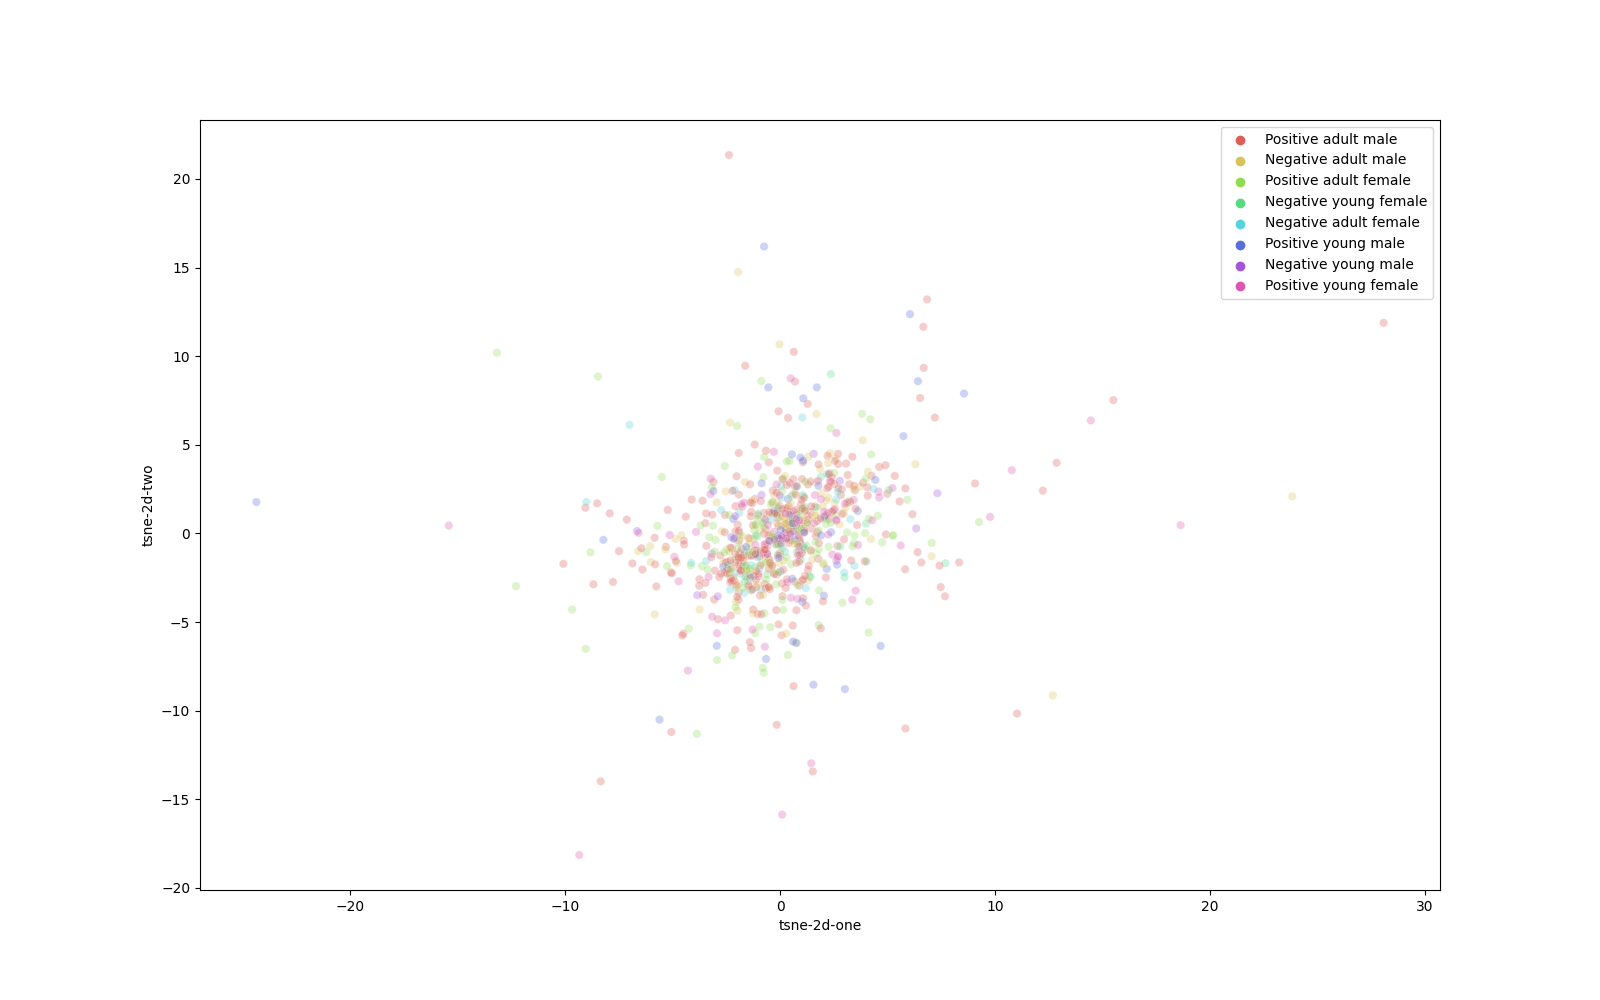 Positive adult male
Negative adult male
Positive adult female
Negative young female
Negative adult female
Positive young male
Negative young male
Positive young female
20
15
10
5
0
−5
−10
−15
−20
tsne-2d-two
−20
−10
0
10
20
30
tsne-2d-one